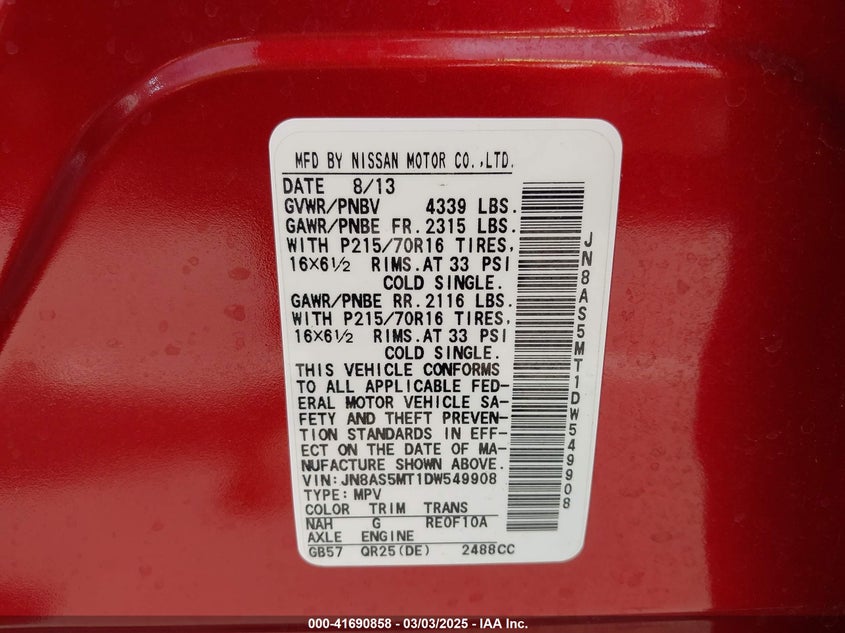 MFD BY NISSAN MOTOR CO.,LTD.
DATE 8/13
GVWR/PNBV 4339 LBS.
GAWR/PNBE FR. 2315 LBS.
WITH P215/70R16 TIRES,
16X6½ RIMS.AT 33 PSI
COLD SINGLE.
GAWR/PNBE RR. 2116 LBS.
WITH P215/70R16 TIRES,
16X6½ RIMS.AT 33 PSI
COLD SINGLE.
THIS VEHICLE CONFORMS
TO ALL APPLICABLE FED-
ERAL MOTOR VEHICLE SA-
FETY AND THEFT PREVEN-
TION STANDARDS IN EFF-
ECT ON THE DATE OF MA-
NUFACTURE SHOWN ABOVE.
VIN:JN8AS5MT1DW549908
TYPE:MPV
COLOR TRIM TRANS
NAH G RE0F10A
AXLE ENGINE
GB57 QR25(DE) 2488CC
JN8AS5MT1DW549908
000-41690858 - 03/03/2025 - IAA Inc.